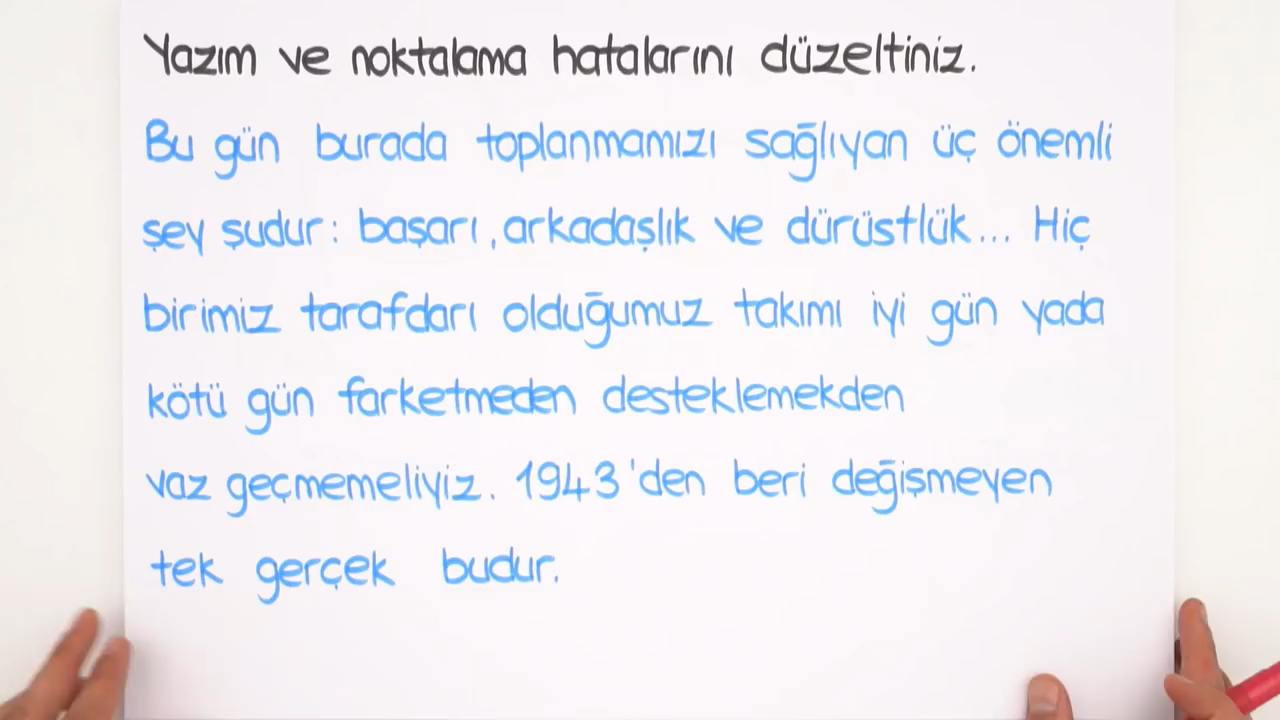 Yazım ve noktalama hatalarını düzeltiniz.
Bu gün burada toplanmamızı sağlıyan üç önemli
şey şudur: başarı, arkadaşlık ve dürüstlük... Hiç
birimiz tarafdarı olduğumuz takımı iyi gün yada
kötü gün farketmeden desteklemekden
vaz geçmemeliyiz. 1943'den beri değişmeyen
tek gerçek budur.